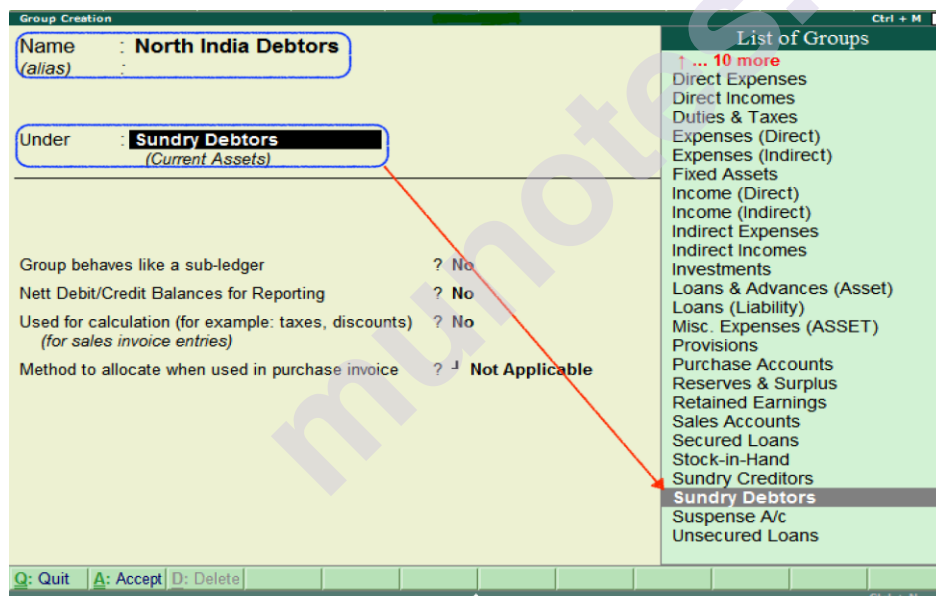 Group Creation
Ctrl + M
Name : North India Debtors
(alias) :
Under : Sundry Debtors
(Current Assets)
Group behaves like a sub-ledger ? No
Nett Debit/Credit Balances for Reporting ? No
Used for calculation (for example: taxes, discounts) ? No
(for sales invoice entries)
Method to allocate when used in purchase invoice ? ┘ Not Applicable
List of Groups
↑ ... 10 more
Direct Expenses
Direct Incomes
Duties & Taxes
Expenses (Direct)
Expenses (Indirect)
Fixed Assets
Income (Direct)
Income (Indirect)
Indirect Expenses
Indirect Incomes
Investments
Loans & Advances (Asset)
Loans (Liability)
Misc. Expenses (ASSET)
Provisions
Purchase Accounts
Reserves & Surplus
Retained Earnings
Sales Accounts
Secured Loans
Stock-in-Hand
Sundry Creditors
Sundry Debtors
Suspense A/c
Unsecured Loans
Q: Quit A: Accept D: Delete
munotes.